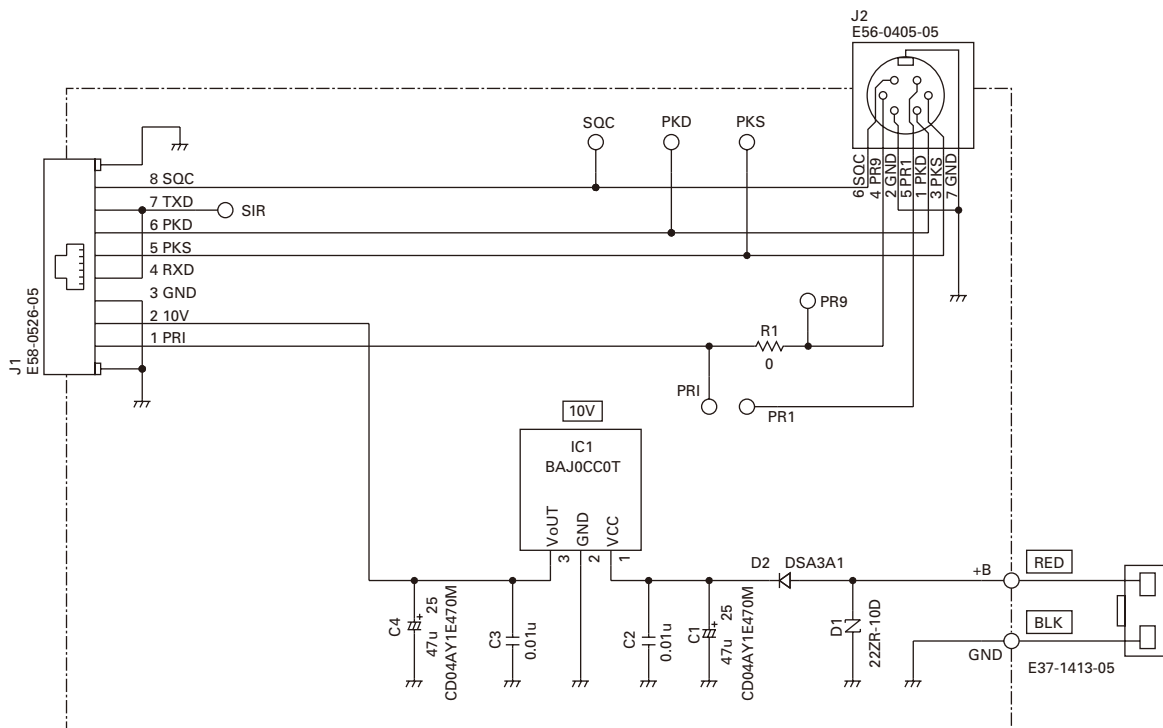 J2
E56-0405-05
SQC
PKD
PKS
6 SQC
4 PR9
2 GND
5 PR1
1 PKD
3 PKS
7 GND
8 SQC
7 TXD
SIR
6 PKD
5 PKS
4 RXD
3 GND
2 10V
1 PRI
J1
E58-0526-05
PR9
R1
0
PRI
PR1
10V
IC1
BAJ0CC0T
VoUT
GND
VCC
3
2
1
D2 DSA3A1
+B
RED
C4
47u 25
CD04AY1E470M
C3
0.01u
C2
0.01u
C1
47u 25
CD04AY1E470M
D1
22ZR-10D
BLK
GND
E37-1413-05
+
+